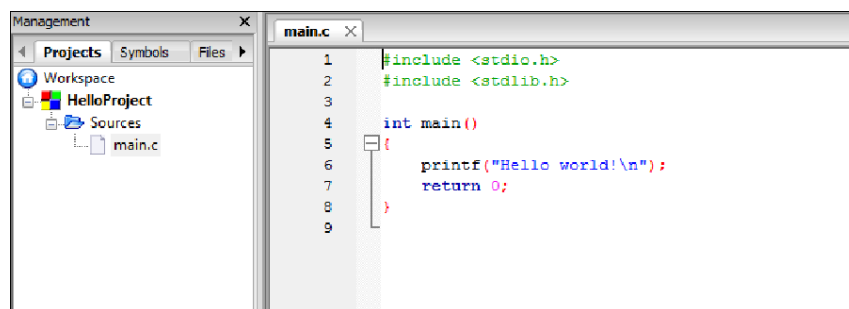 Management
Projects Symbols Files
Workspace
HelloProject
Sources
main.c
main.c
1 #include <stdio.h>
2 #include <stdlib.h>
3
4 int main()
5 {
6 printf("Hello world!\n");
7 return 0;
8 }
9